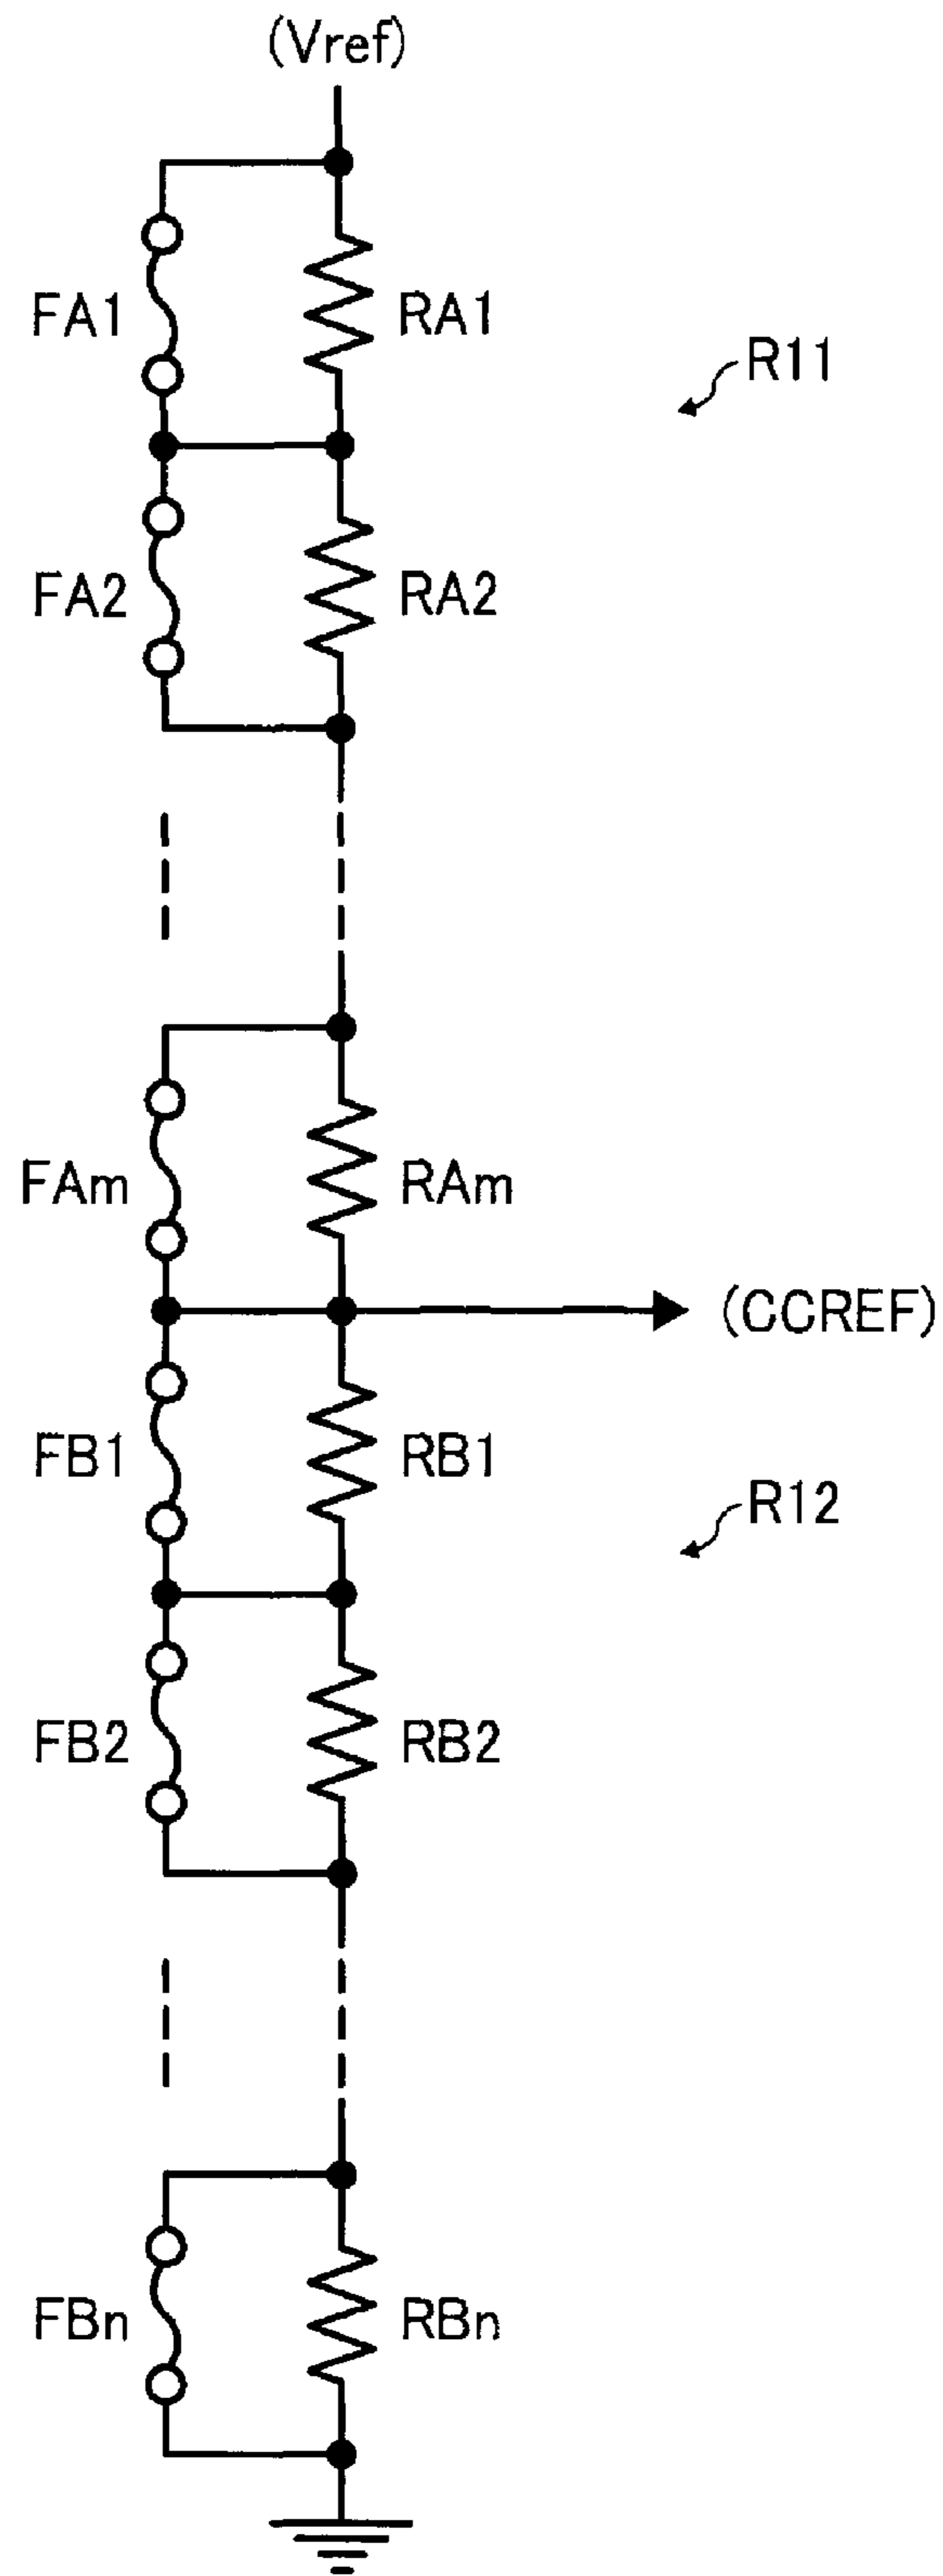 (Vref)
FA1
RA1
R11
FA2
RA2
FAm
RAm
(CCREF)
FB1
RB1
R12
FB2
RB2
FBn
RBn